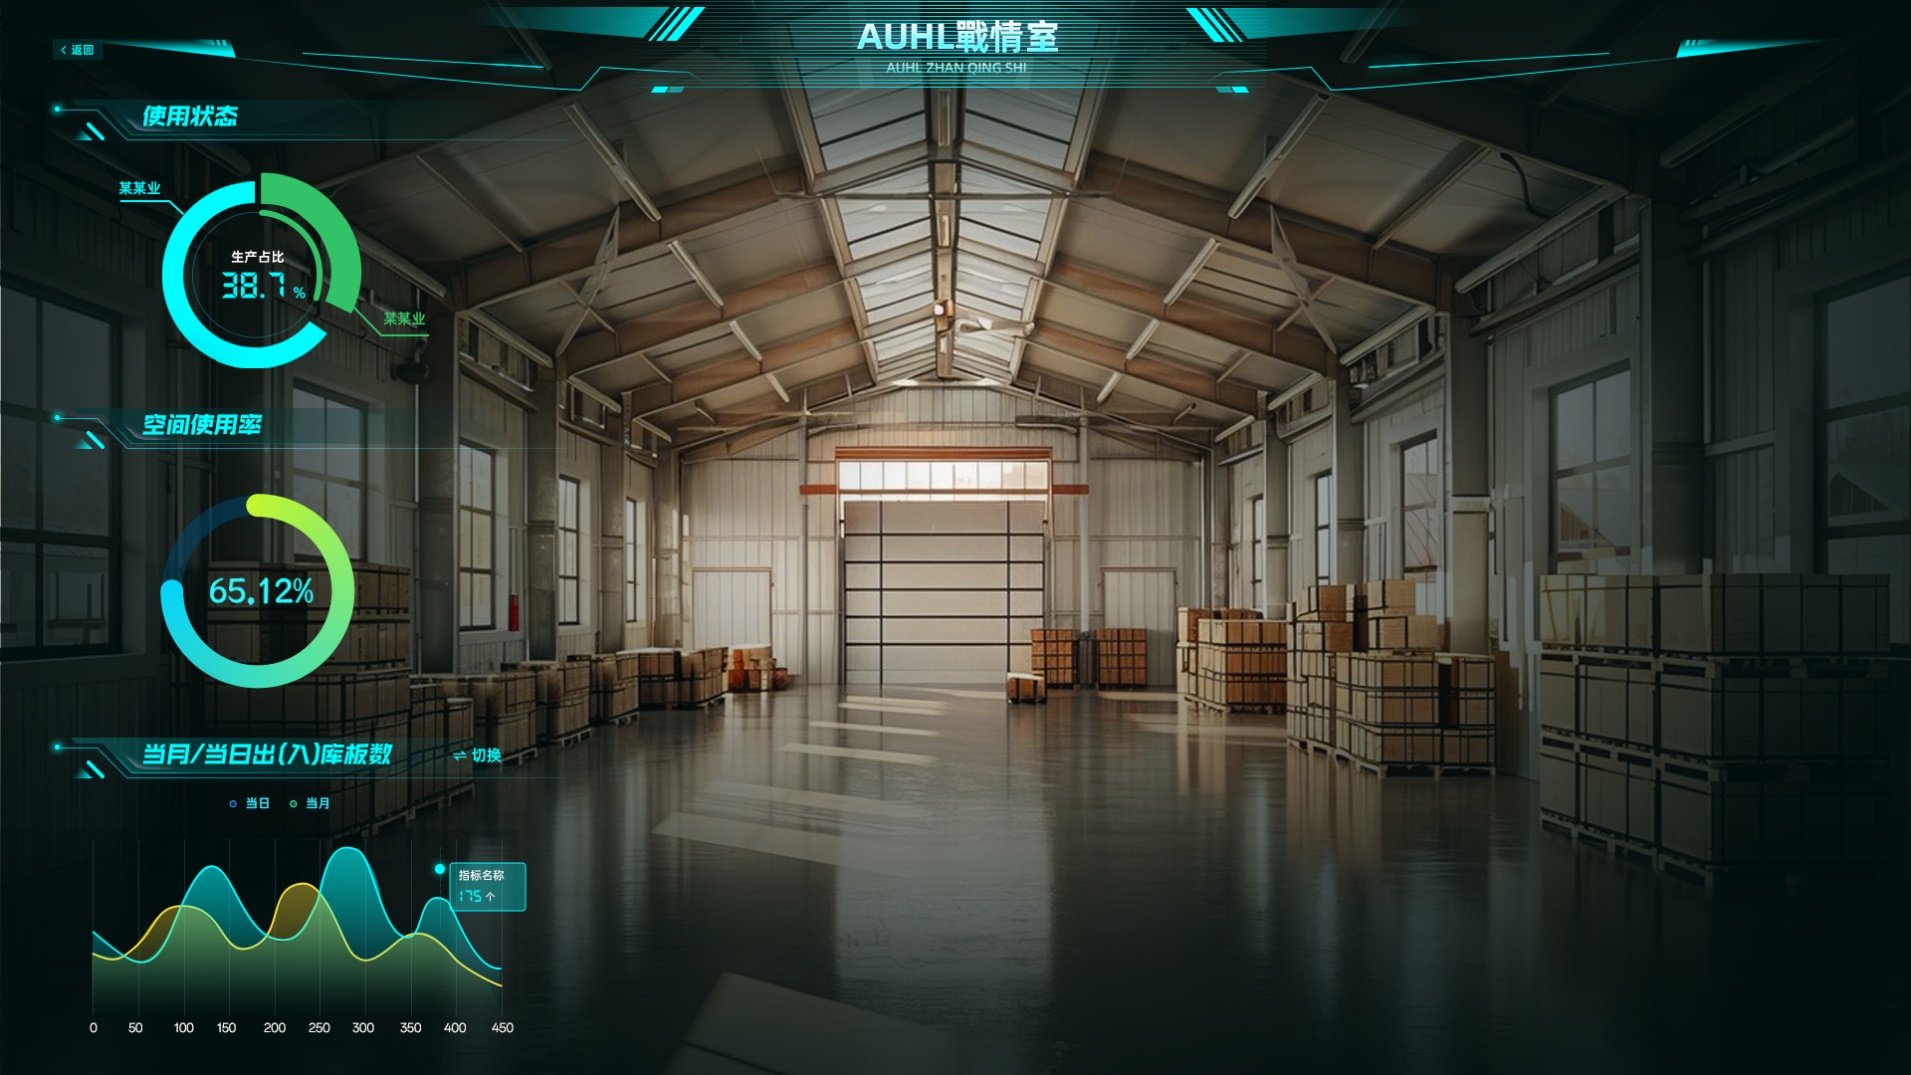 AUHL戰情室
AUHL ZHAN QING SHI
返回
使用状态
某某业
生产占比
38.7 %
某某业
空间使用率
65.12%
当月/当日出(入)库板数
切换
当日 当月
指标名称
175 个
0 50 100 150 200 250 300 350 400 450